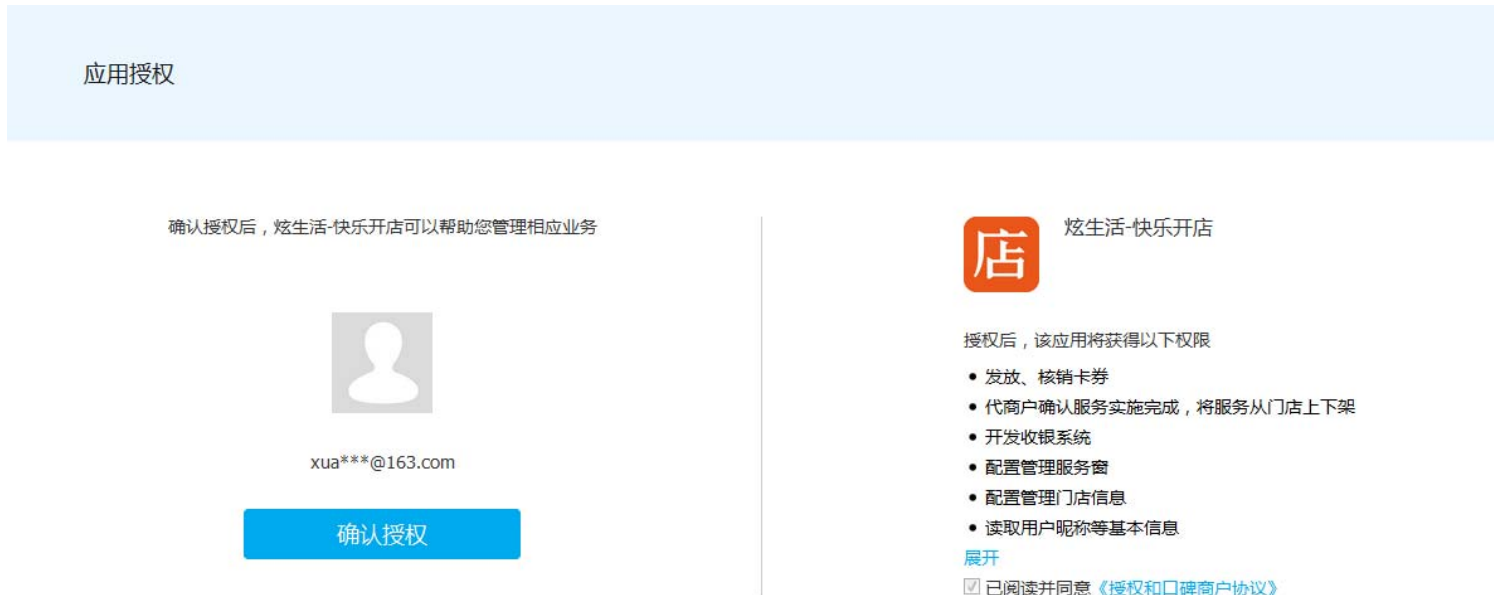 应用授权
确认授权后，炫生活-快乐开店可以帮助您管理相应业务
xua***@163.com
确认授权
店
炫生活-快乐开店
授权后，该应用将获得以下权限
• 发放、核销卡券
• 代商户确认服务实施完成，将服务从门店上下架
• 开发收银系统
• 配置管理服务窗
• 配置管理门店信息
• 读取用户昵称等基本信息
展开
已阅读并同意《授权和口碑商户协议》